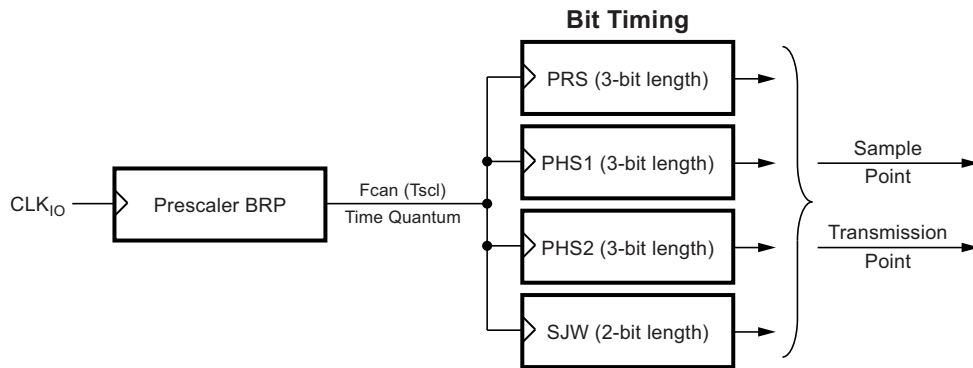 Bit Timing
PRS (3-bit length)
PHS1 (3-bit length)
Sample
Point
CLKIO
Prescaler BRP
Fcan (Tscl)
Time Quantum
PHS2 (3-bit length)
Transmission
Point
SJW (2-bit length)